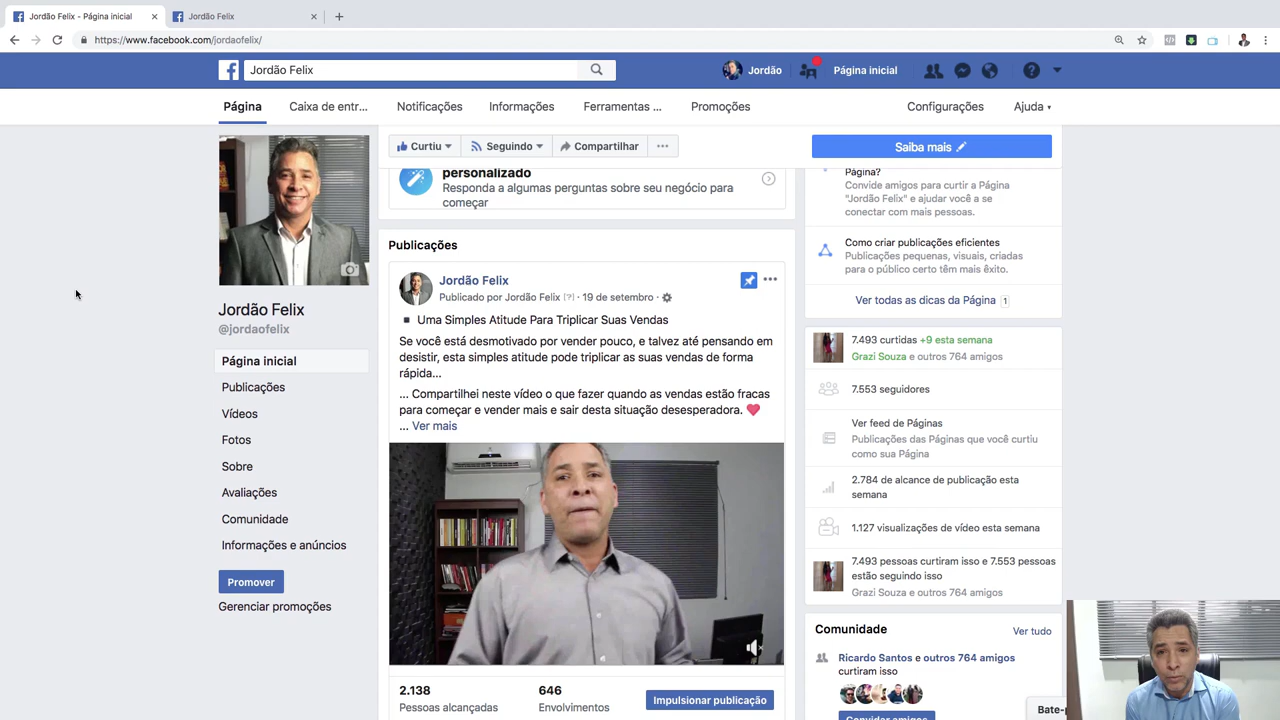 Jordão Felix - Página inicial
Jordão Felix
https://www.facebook.com/jordaofelix/
Jordão Felix
Jordão
Página inicial
Página
Caixa de entr...
Notificações
Informações
Ferramentas ...
Promoções
Configurações
Ajuda
Curtiu
Seguindo
Compartilhar
Saiba mais
personalizado
Responda a algumas perguntas sobre seu negócio para
começar
Jordão Felix
@jordaofelix
Página inicial
Publicações
Vídeos
Fotos
Sobre
Avaliações
Comunidade
Informações e anúncios
Promover
Gerenciar promoções
Publicações
Jordão Felix
Publicado por Jordão Felix [?] · 19 de setembro ·
Uma Simples Atitude Para Triplicar Suas Vendas
Se você está desmotivado por vender pouco, e talvez até pensando em
desistir, esta simples atitude pode triplicar as suas vendas de forma
rápida...
... Compartilhei neste vídeo o que fazer quando as vendas estão fracas
para começar e vender mais e sair desta situação desesperadora. ❤
... Ver mais
2.138
Pessoas alcançadas
646
Envolvimentos
Impulsionar publicação
Página?
Convide amigos para curtir a Página
"Jordão Felix" e ajudar você a se
conectar com mais pessoas.
Como criar publicações eficientes
Publicações pequenas, visuais, criadas
para o público certo têm mais êxito.
Ver todas as dicas da Página 1
7.493 curtidas +9 esta semana
Grazi Souza e outros 764 amigos
7.553 seguidores
Ver feed de Páginas
Publicações das Páginas que você curtiu
como sua Página
2.784 de alcance de publicação esta
semana
1.127 visualizações de vídeo esta semana
7.493 pessoas curtiram isso e 7.553 pessoas
estão seguindo isso
Grazi Souza e outros 764 amigos
Comunidade
Ver tudo
Ricardo Santos e outros 764 amigos
curtiram isso
Convidar amigos
Bate-p